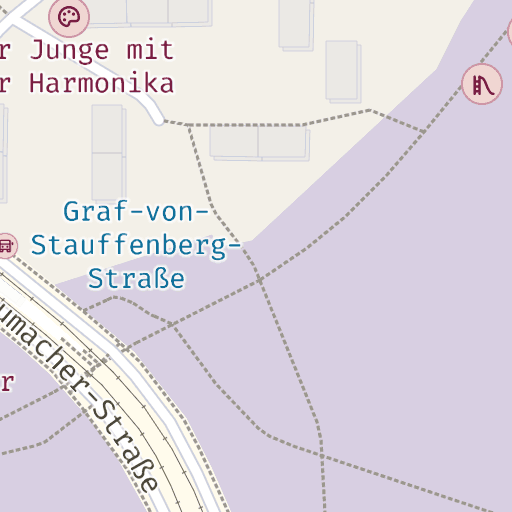 r Junge mit
r Harmonika
Graf-von-
Stauffenberg-
Straße
umacher-Straße
r